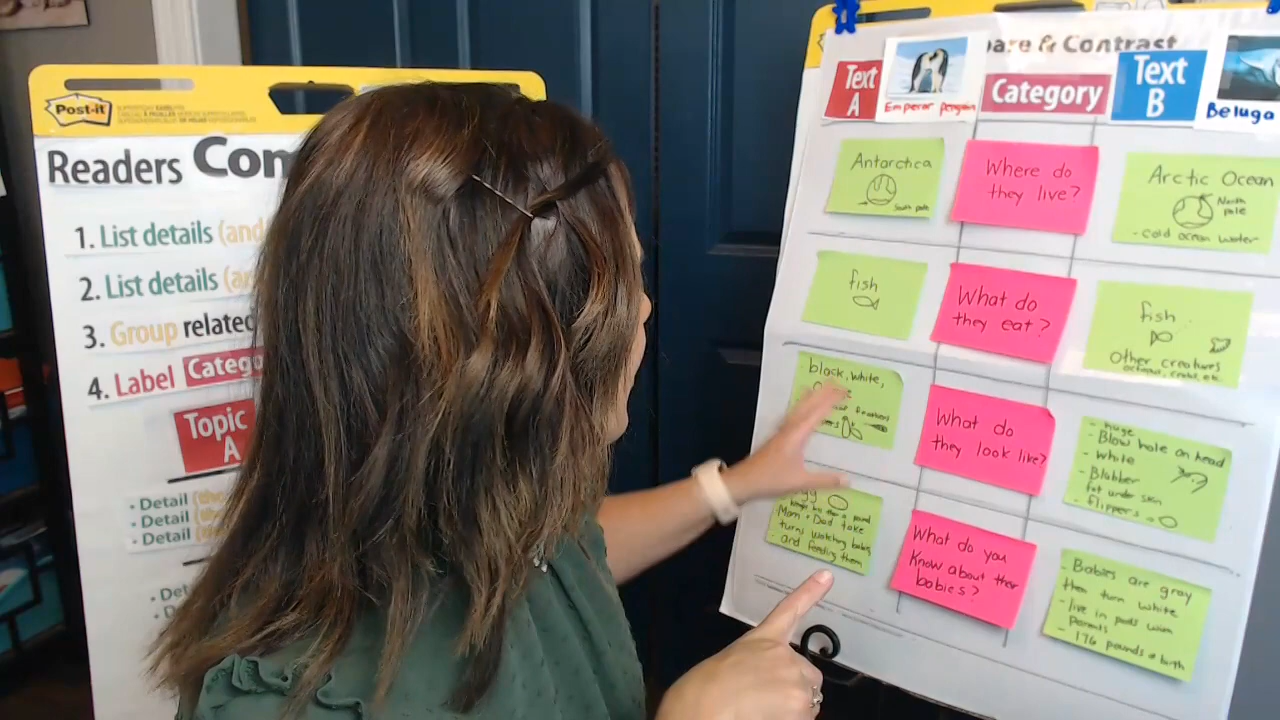 Post-it
Readers Com
1. List details (and
2. List details
3. Group related
4. Label Catego
Topic
A
• Detail
• Detail
• Detail
pare & Contrast
Text
A
Emperor penguin
Category
Text
B
Beluga
Antarctica
South pole
Where do
they live?
Arctic Ocean
North
pole
- cold ocean water
fish
What do
they eat?
fish
Other creatures
black, white,
What do
they look like?
- huge
- Blow hole on head
- white
- Blubber
fat under skin
- flippers
Mom + Dad take
turns watching babies
- and feeding them
What do you
know about their
babies?
- Babies are gray
then turn white
- live in pods with
parents
- 176 pounds at birth